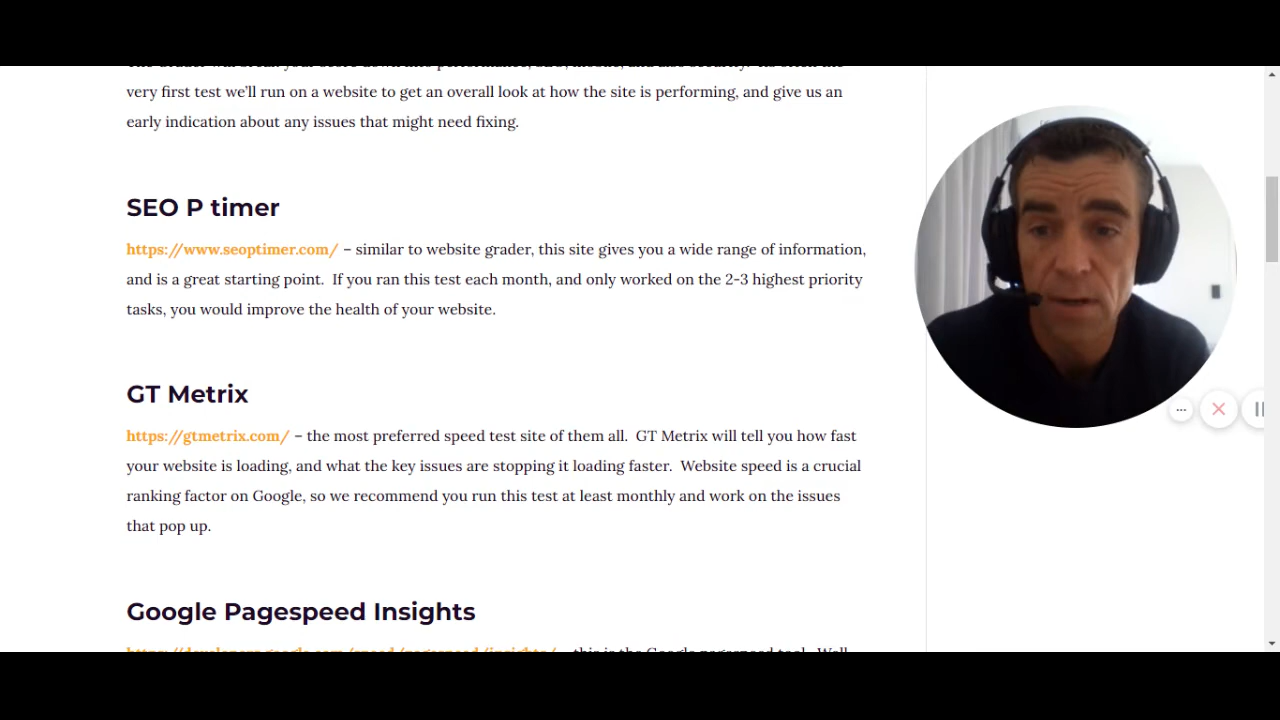 very first test we'll run on a website to get an overall look at how the site is performing, and give us an
early indication about any issues that might need fixing.
SEO P timer
https://www.seoptimer.com/ – similar to website grader, this site gives you a wide range of information,
and is a great starting point.  If you ran this test each month, and only worked on the 2-3 highest priority
tasks, you would improve the health of your website.
GT Metrix
https://gtmetrix.com/ – the most preferred speed test site of them all.  GT Metrix will tell you how fast
your website is loading, and what the key issues are stopping it loading faster.  Website speed is a crucial
ranking factor on Google, so we recommend you run this test at least monthly and work on the issues
that pop up.
Google Pagespeed Insights